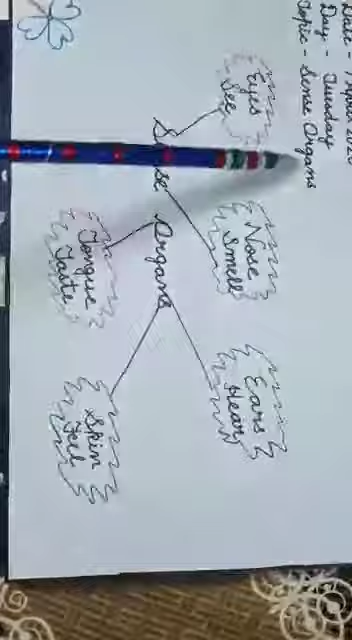 Day - Tuesday
Topic - Sense Organs
Eyes
See
Nose
Smell
Ears
Hear
Sense Organs
Tongue
Taste
Skin
Feel